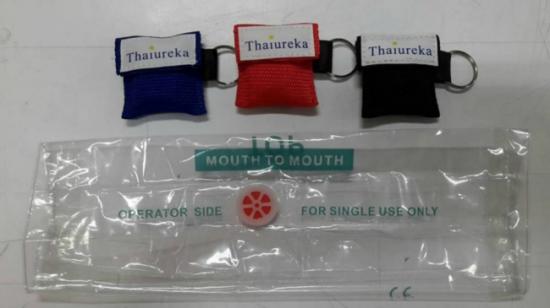 Thaiureka
Thaiureka
Thaiureka
MOUTH TO MOUTH
OPERATOR SIDE FOR SINGLE USE ONLY
CE